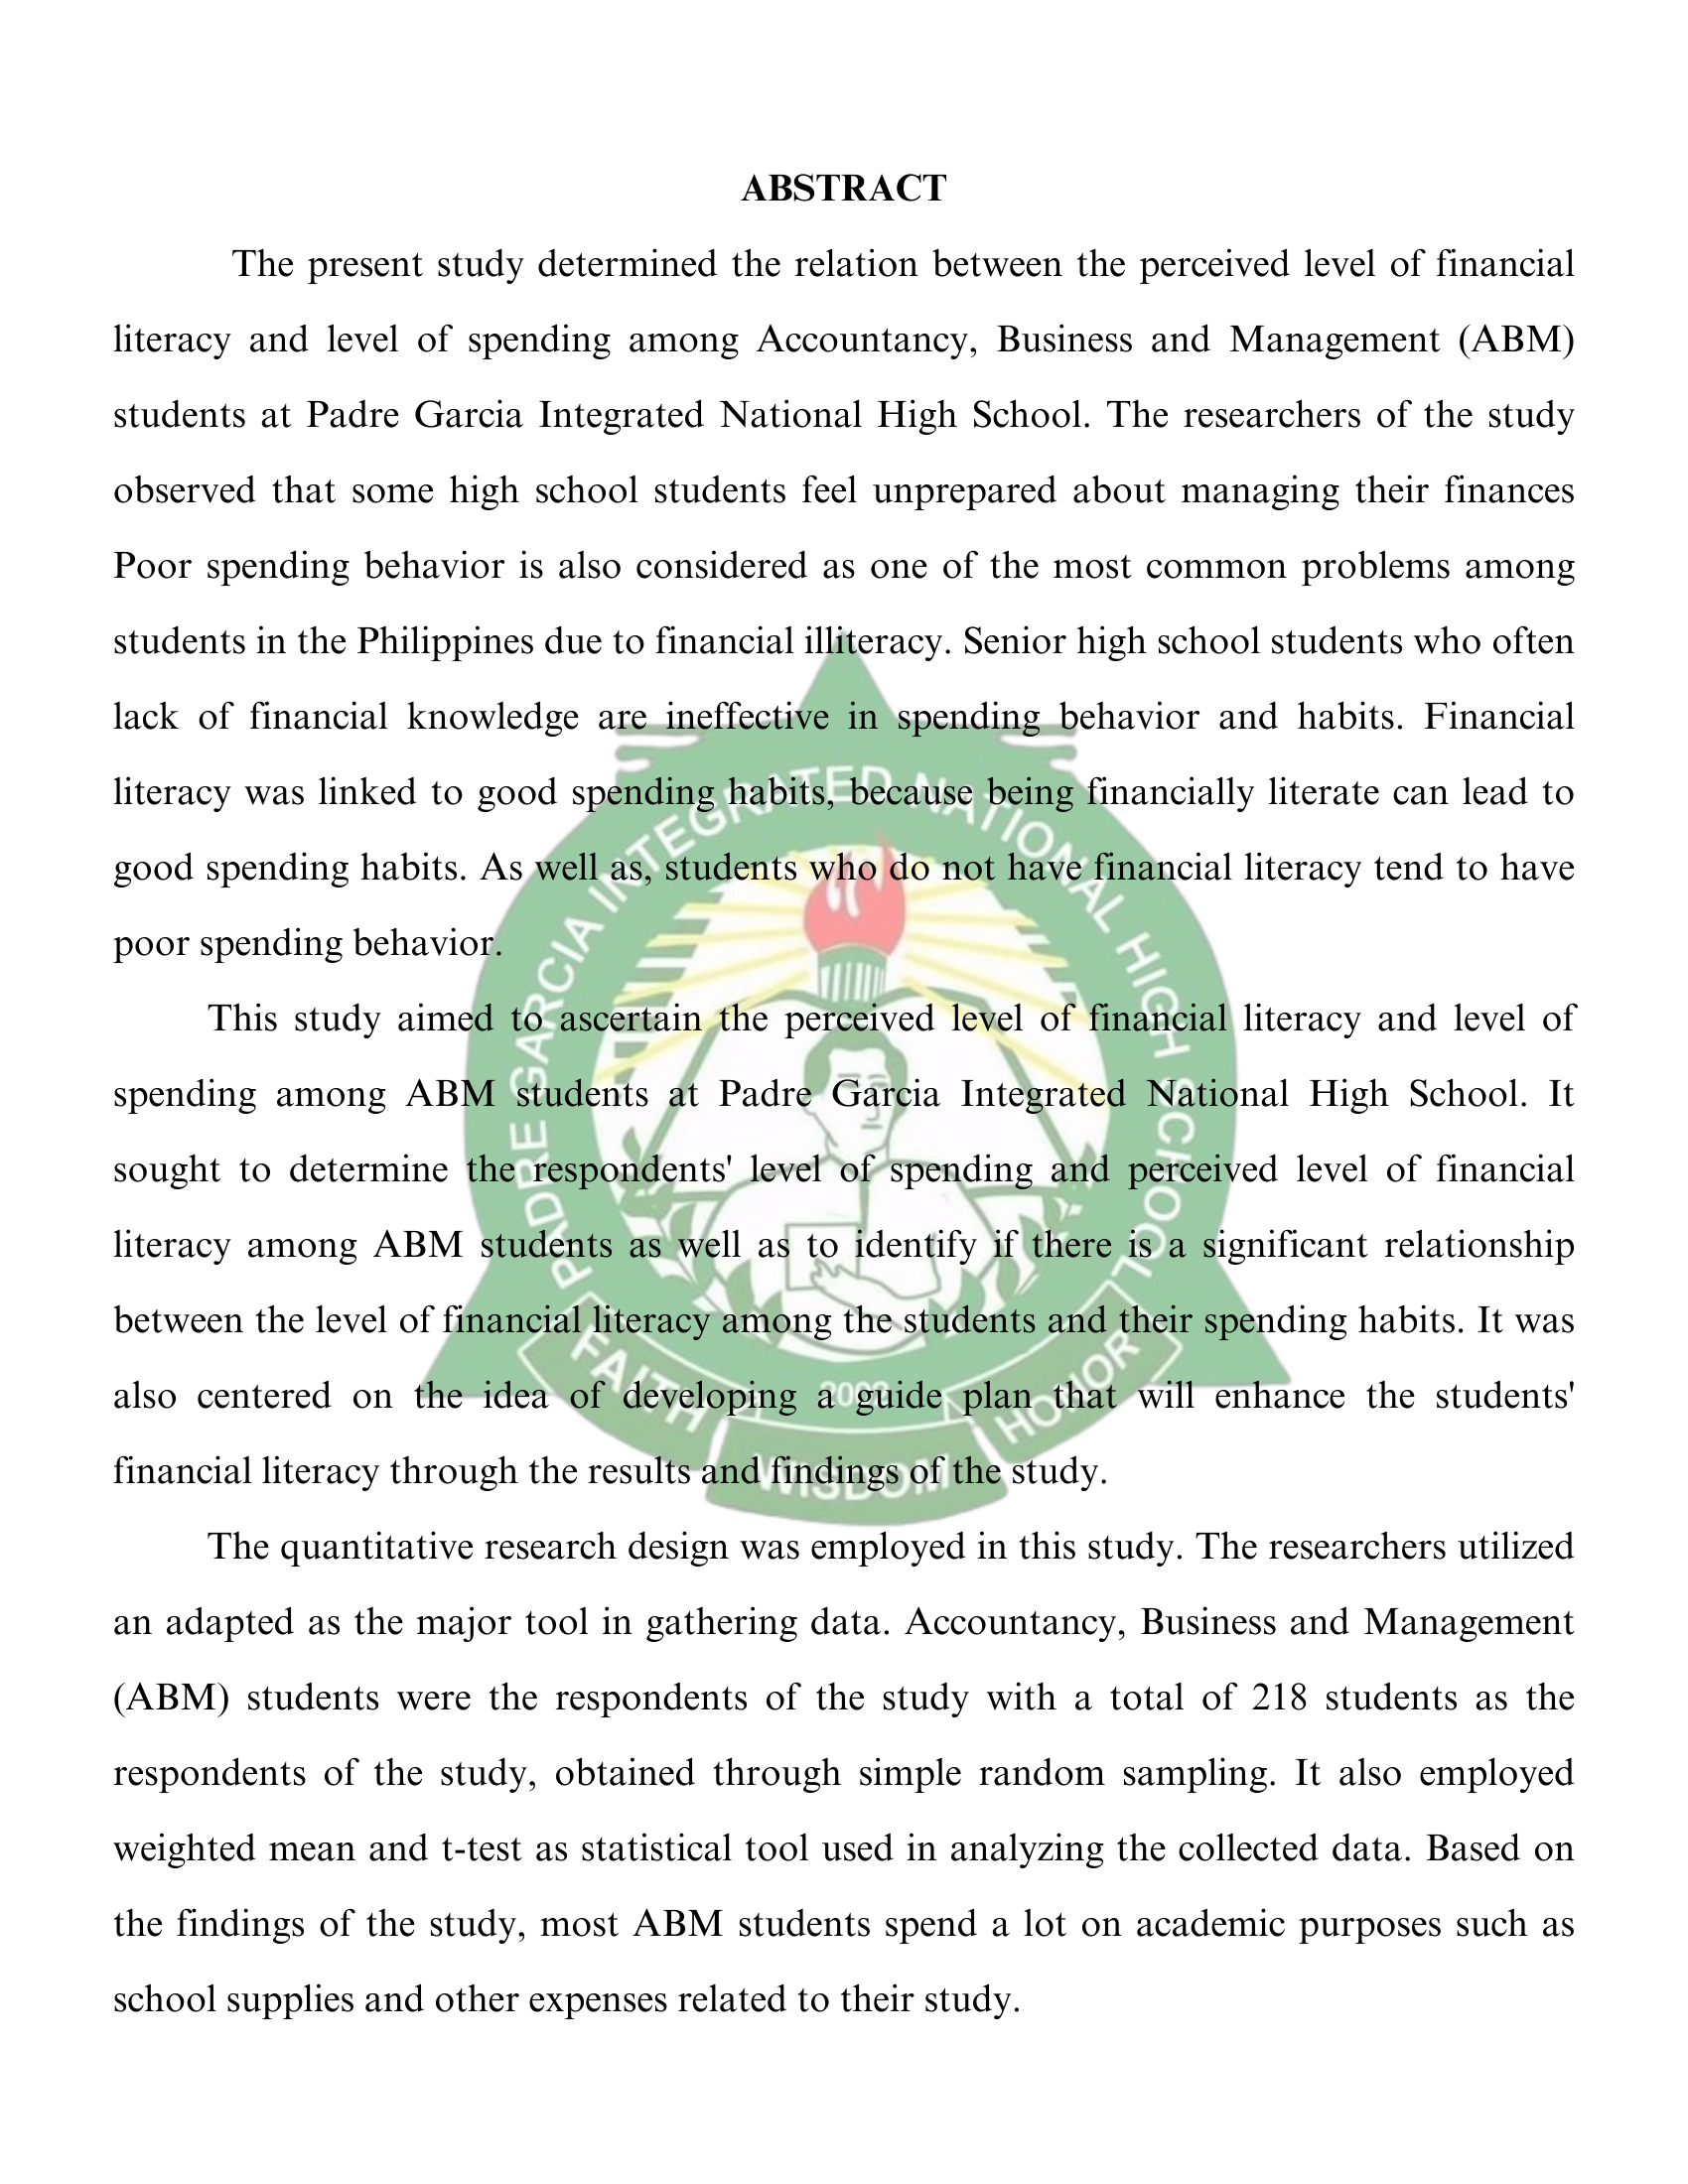 ABSTRACT
The present study determined the relation between the perceived level of financial
literacy and level of spending among Accountancy, Business and Management (ABM)
students at Padre Garcia Integrated National High School. The researchers of the study
observed that some high school students feel unprepared about managing their finances
Poor spending behavior is also considered as one of the most common problems among
students in the Philippines due to financial illiteracy. Senior high school students who often
lack of financial knowledge are ineffective in spending behavior and habits. Financial
literacy was linked to good spending habits, because being financially literate can lead to
good spending habits. As well as, students who do not have financial literacy tend to have
poor spending behavior.
This study aimed to ascertain the perceived level of financial literacy and level of
spending among ABM students at Padre Garcia Integrated National High School. It
sought to determine the respondents' level of spending and perceived level of financial
literacy among ABM students as well as to identify if there is a significant relationship
between the level of financial literacy among the students and their spending habits. It was
also centered on the idea of developing a guide plan that will enhance the students'
financial literacy through the results and findings of the study.
The quantitative research design was employed in this study. The researchers utilized
an adapted as the major tool in gathering data. Accountancy, Business and Management
(ABM) students were the respondents of the study with a total of 218 students as the
respondents of the study, obtained through simple random sampling. It also employed
weighted mean and t-test as statistical tool used in analyzing the collected data. Based on
the findings of the study, most ABM students spend a lot on academic purposes such as
school supplies and other expenses related to their study.
PADRE GARCIA INTEGRATED NATIONAL HIGH SCHOOL
FAITH
WISDOM
HONOR